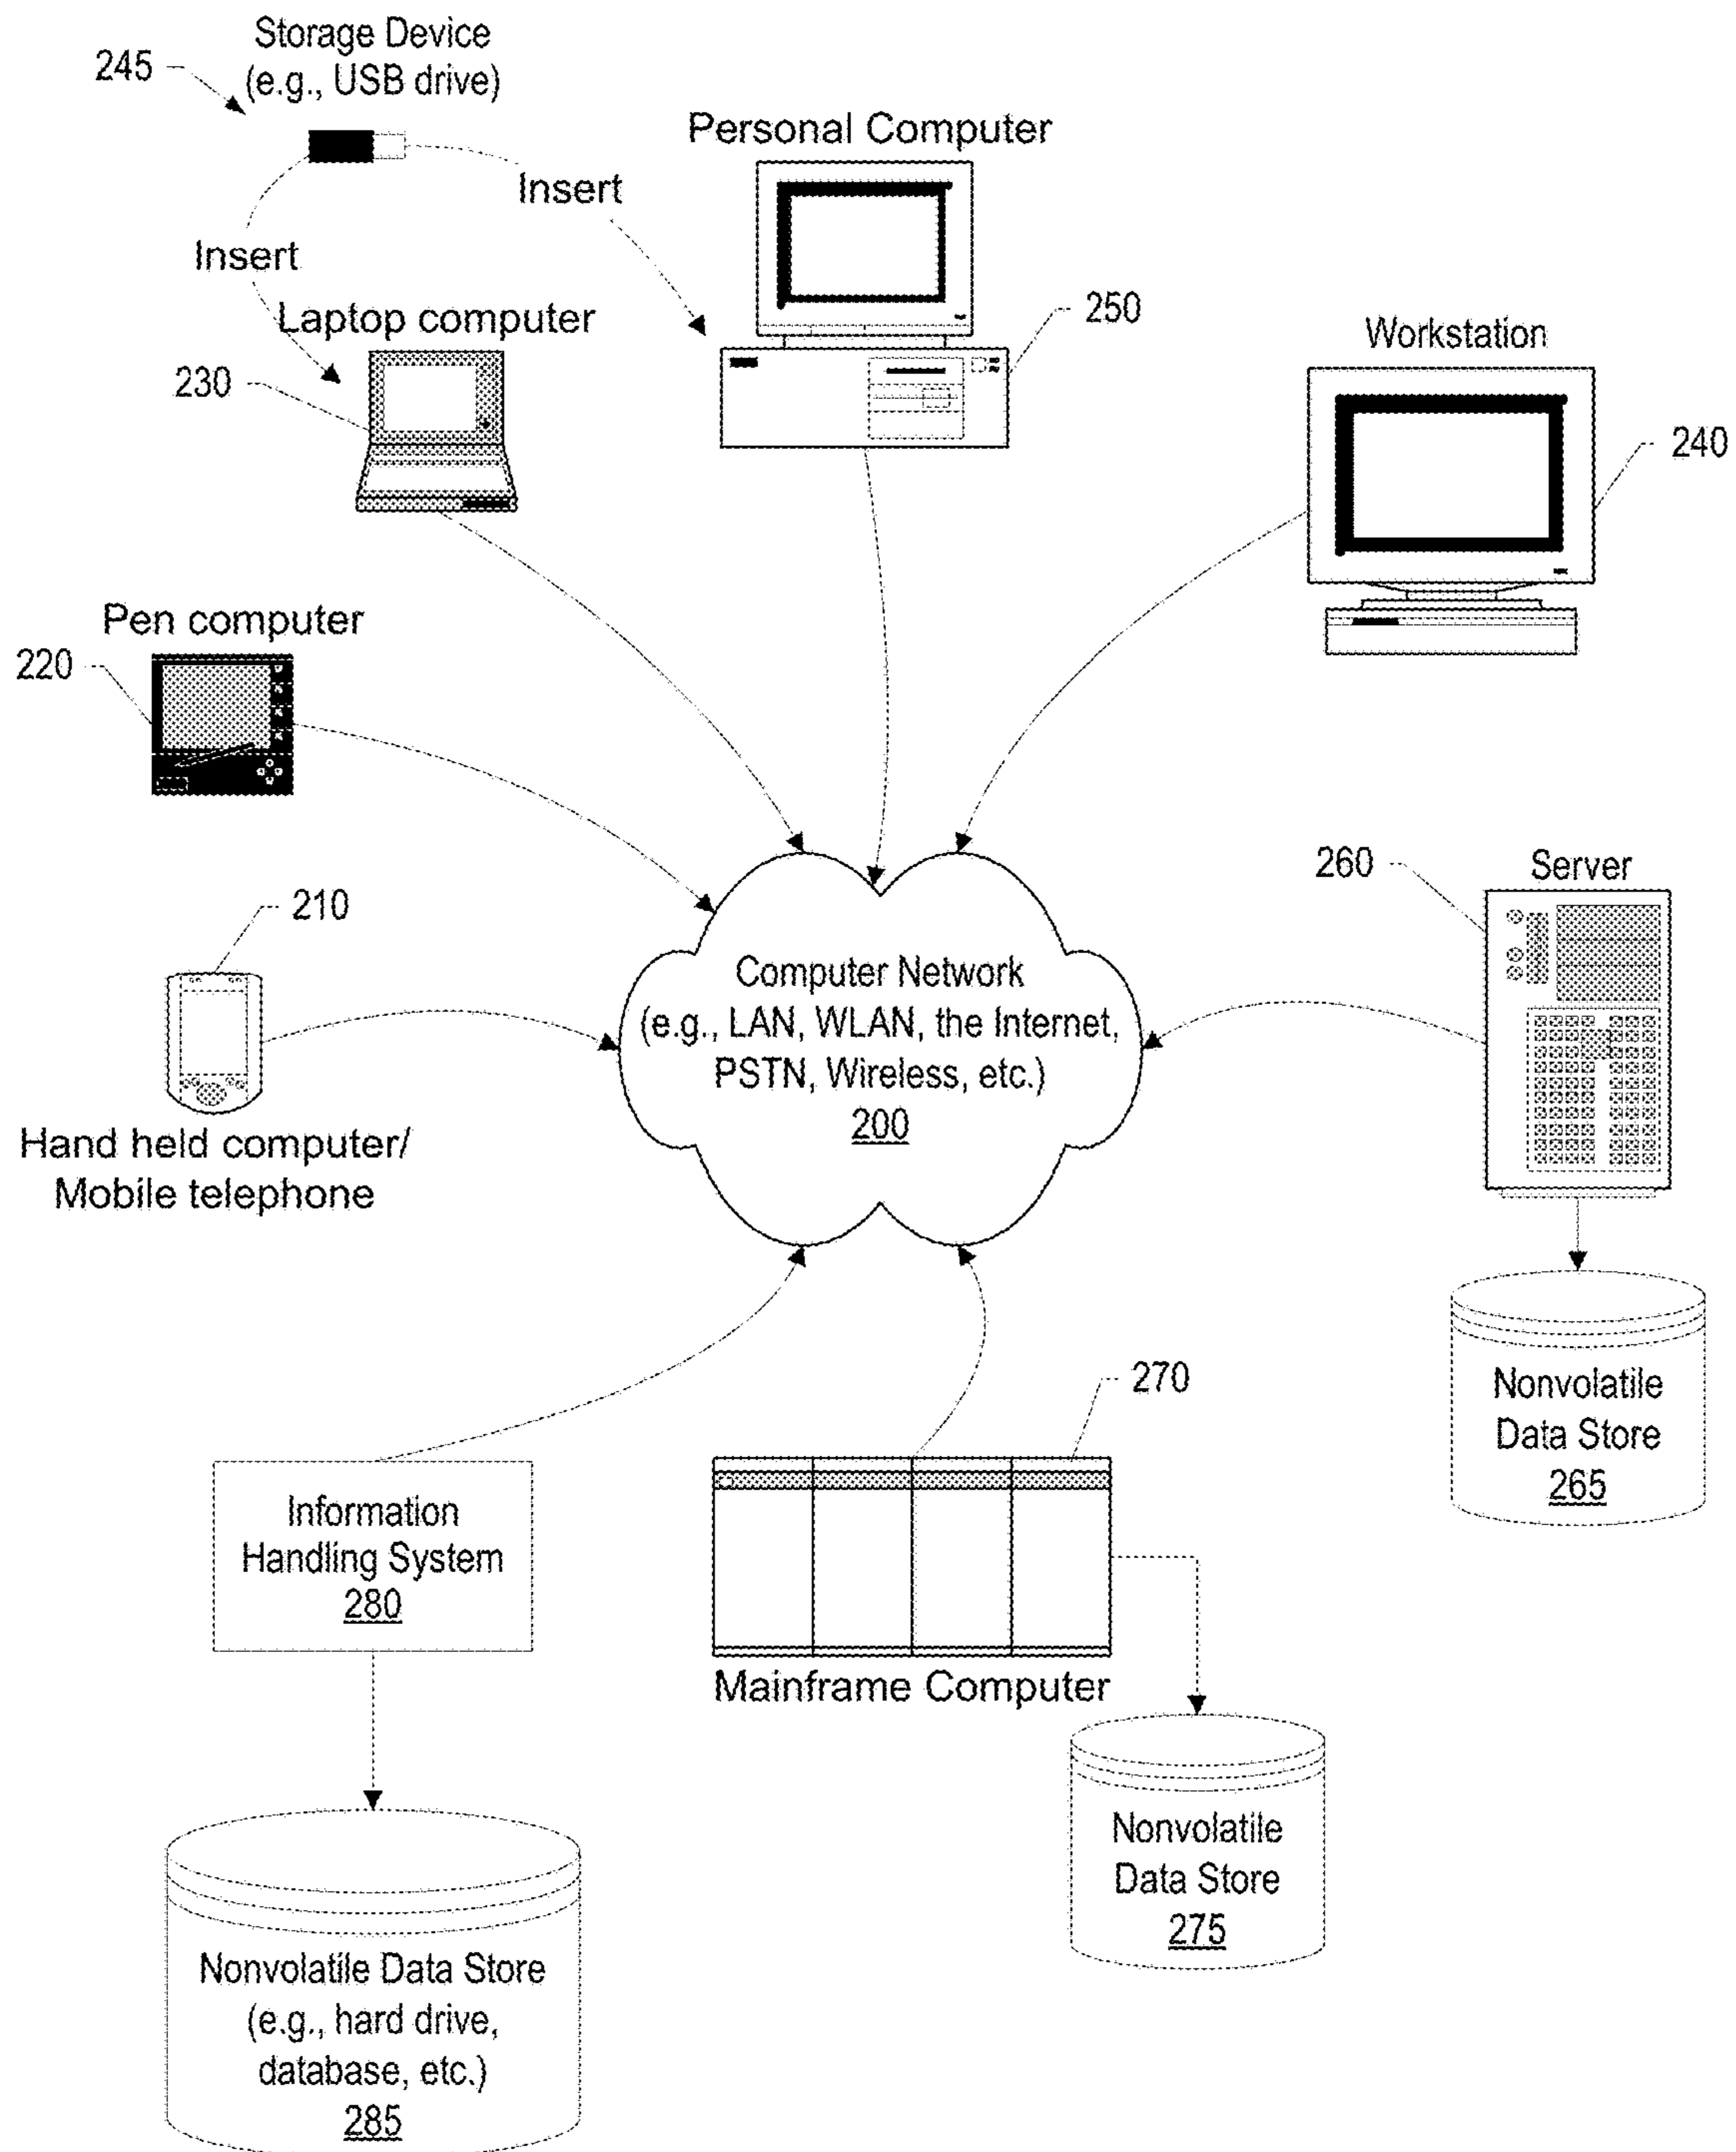 Storage Device
(e.g., USB drive)
245
Personal Computer
Insert
Insert
Laptop computer
250
Workstation
230
240
Pen computer
220
260
Server
210
Computer Network
(e.g., LAN, WLAN, the Internet,
PSTN, Wireless, etc.)
200
Hand held computer/
Mobile telephone
270
Nonvolatile
Data Store
265
Information
Handling System
280
Mainframe Computer
Nonvolatile
Data Store
275
Nonvolatile Data Store
(e.g., hard drive,
database, etc.)
285